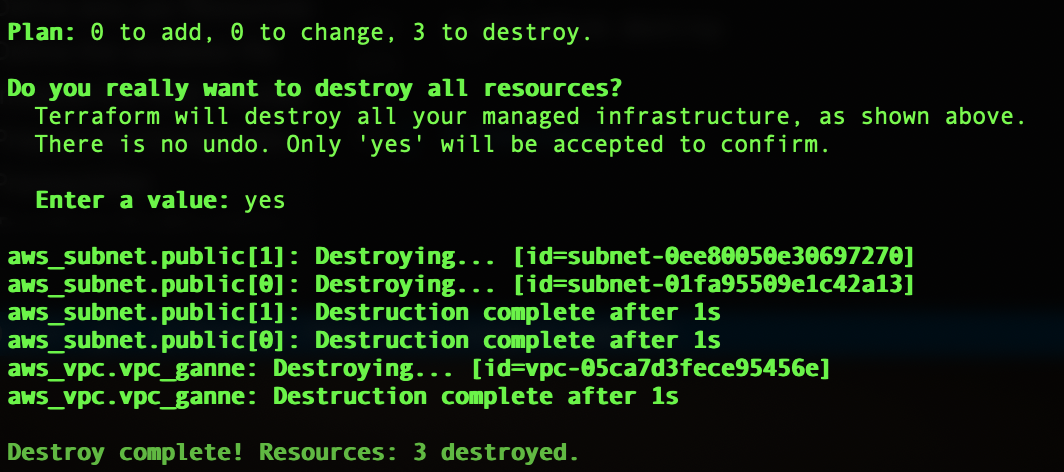 Plan: 0 to add, 0 to change, 3 to destroy.
Do you really want to destroy all resources?
Terraform will destroy all your managed infrastructure, as shown above.
There is no undo. Only 'yes' will be accepted to confirm.
Enter a value: yes
aws_subnet.public[1]: Destroying... [id=subnet-0ee80050e30697270]
aws_subnet.public[0]: Destroying... [id=subnet-01fa95509e1c42a13]
aws_subnet.public[1]: Destruction complete after 1s
aws_subnet.public[0]: Destruction complete after 1s
aws_vpc.vpc_ganne: Destroying... [id=vpc-05ca7d3fece95456e]
aws_vpc.vpc_ganne: Destruction complete after 1s
Destroy complete! Resources: 3 destroyed.